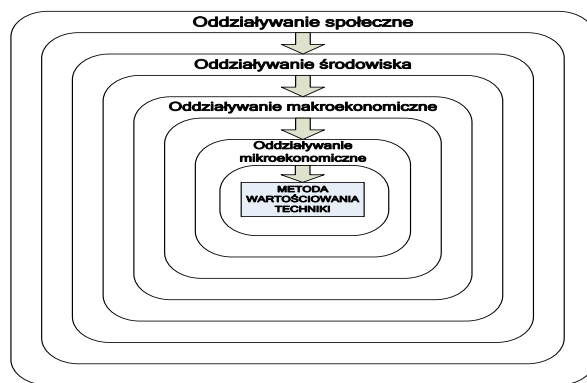 Oddziaływanie społeczne
Oddziaływanie środowiska
Oddziaływanie makroekonomiczne
Oddziaływanie
mikroekonomiczne
METODA
WARTOŚCIOWANIA
TECHNIKI